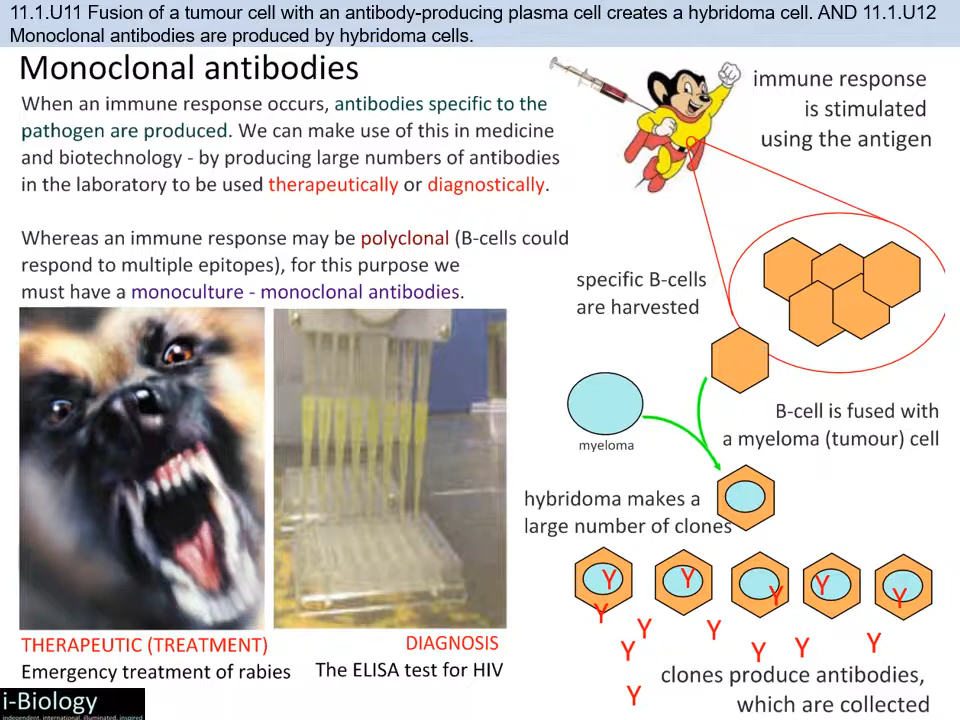 11.1.U11 Fusion of a tumour cell with an antibody-producing plasma cell creates a hybridoma cell. AND 11.1.U12
Monoclonal antibodies are produced by hybridoma cells.
Monoclonal antibodies
When an immune response occurs, antibodies specific to the
pathogen are produced. We can make use of this in medicine
and biotechnology - by producing large numbers of antibodies
in the laboratory to be used therapeutically or diagnostically.
Whereas an immune response may be polyclonal (B-cells could
respond to multiple epitopes), for this purpose we
must have a monoculture - monoclonal antibodies.
immune response
is stimulated
using the antigen
specific B-cells
are harvested
myeloma
B-cell is fused with
a myeloma (tumour) cell
hybridoma makes a
large number of clones
clones produce antibodies,
which are collected
THERAPEUTIC (TREATMENT)
Emergency treatment of rabies
DIAGNOSIS
The ELISA test for HIV
i-Biology
independent, international, illuminated, inspired